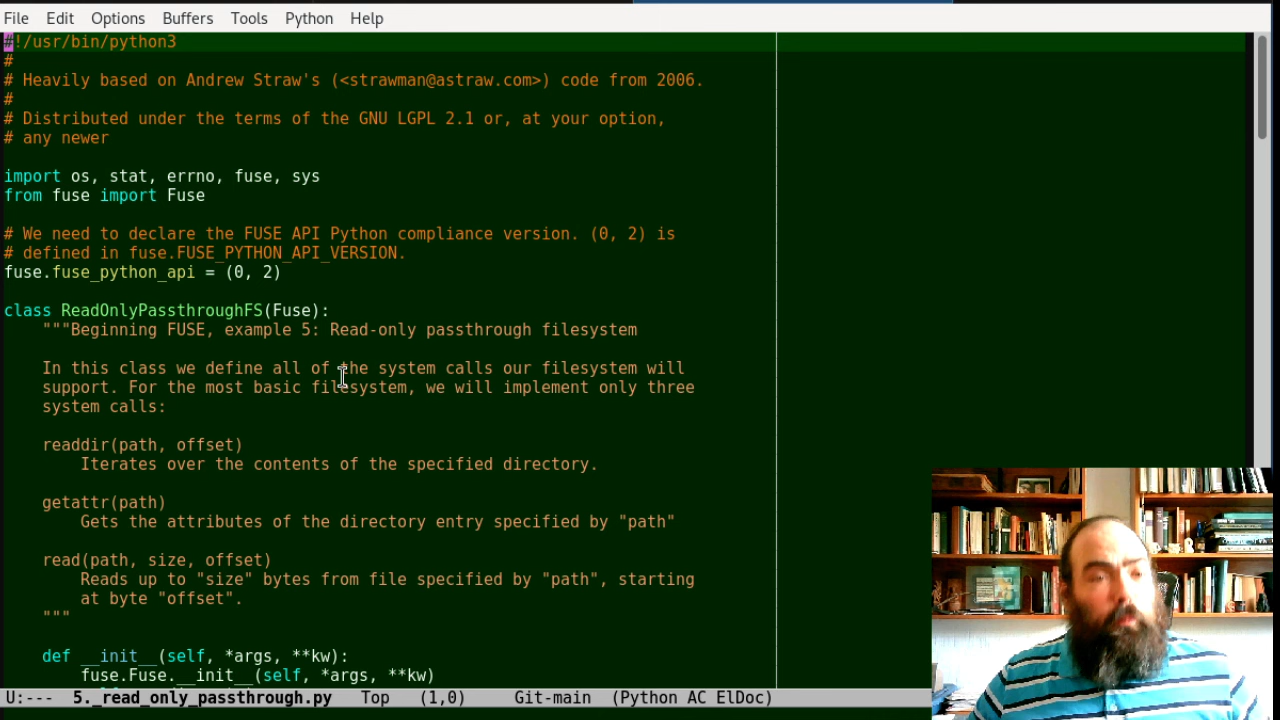 File Edit Options Buffers Tools Python Help
#!/usr/bin/python3
#
# Heavily based on Andrew Straw's (<strawman@astraw.com>) code from 2006.
#
# Distributed under the terms of the GNU LGPL 2.1 or, at your option,
# any newer
import os, stat, errno, fuse, sys
from fuse import Fuse
# We need to declare the FUSE API Python compliance version. (0, 2) is
# defined in fuse.FUSE_PYTHON_API_VERSION.
fuse.fuse_python_api = (0, 2)
class ReadOnlyPassthroughFS(Fuse):
"""Beginning FUSE, example 5: Read-only passthrough filesystem
In this class we define all of the system calls our filesystem will
support. For the most basic filesystem, we will implement only three
system calls:
readdir(path, offset)
Iterates over the contents of the specified directory.
getattr(path)
Gets the attributes of the directory entry specified by "path"
read(path, size, offset)
Reads up to "size" bytes from file specified by "path", starting
at byte "offset".
"""
def __init__(self, *args, **kw):
fuse.Fuse.__init__(self, *args, **kw)
U:--- 5._read_only_passthrough.py Top (1,0) Git-main (Python AC ElDoc)